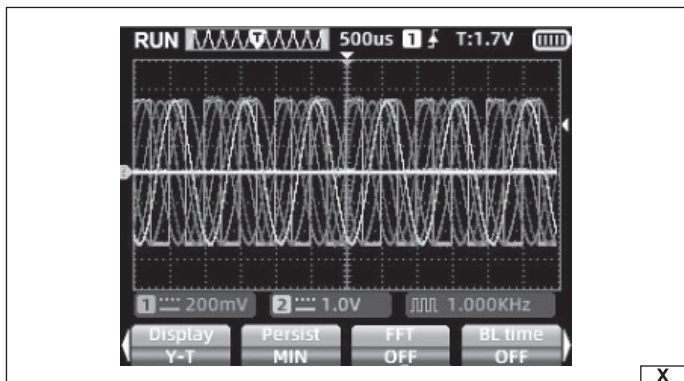 RUN T 500us 1 T:1.7V
1 200mV 2 1.0V 1.000KHz
Display Persist FFT BL time
Y-T MIN OFF OFF
X